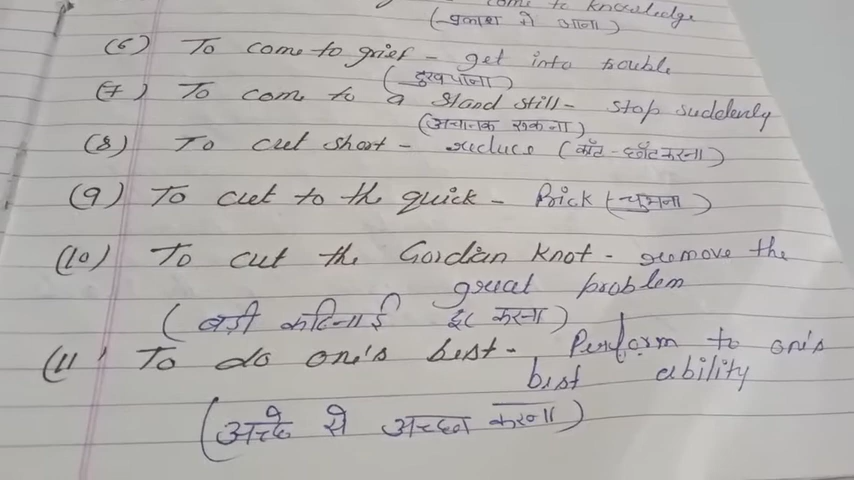 come to knowledge
(प्रकाश में आना)
(6) To come to grief - get into trouble
(दुख पाना)
(7) To come to a stand still - stop suddenly
(अचानक रुकना)
(8) To cut short - reduce (काँट - छाँट करना)
(9) To cut to the quick - Prick (चुभना)
(10) To cut the Gordian knot - remove the
great problem
(बड़ी कठिनाई दूर करना)
(11) To do one's best - Perform to one's
best ability
(अच्छे से अच्छा करना)